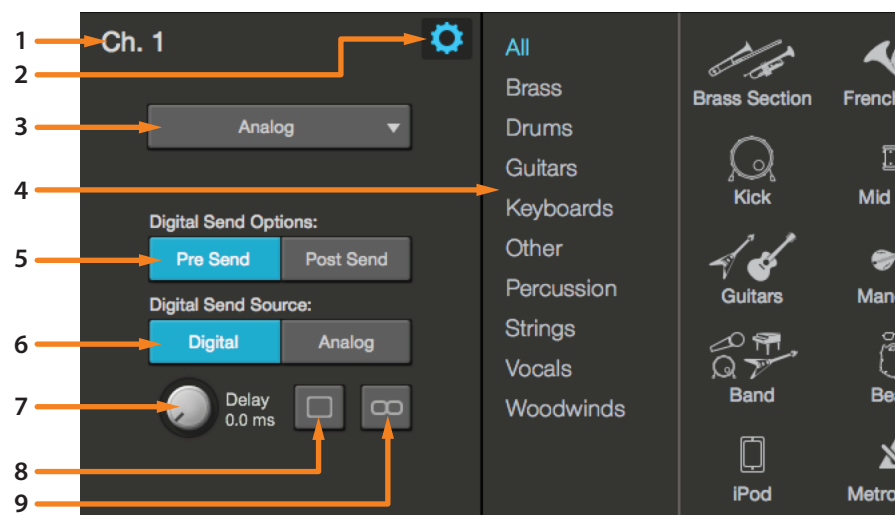 1
2
3
4
5
6
7
8
9
Ch. 1
Analog
Digital Send Options:
Pre Send Post Send
Digital Send Source:
Digital Analog
Delay
0.0 ms
All
Brass
Drums
Guitars
Keyboards
Other
Percussion
Strings
Vocals
Woodwinds
Brass Section
Kick
Mid
Guitars
Band
iPod